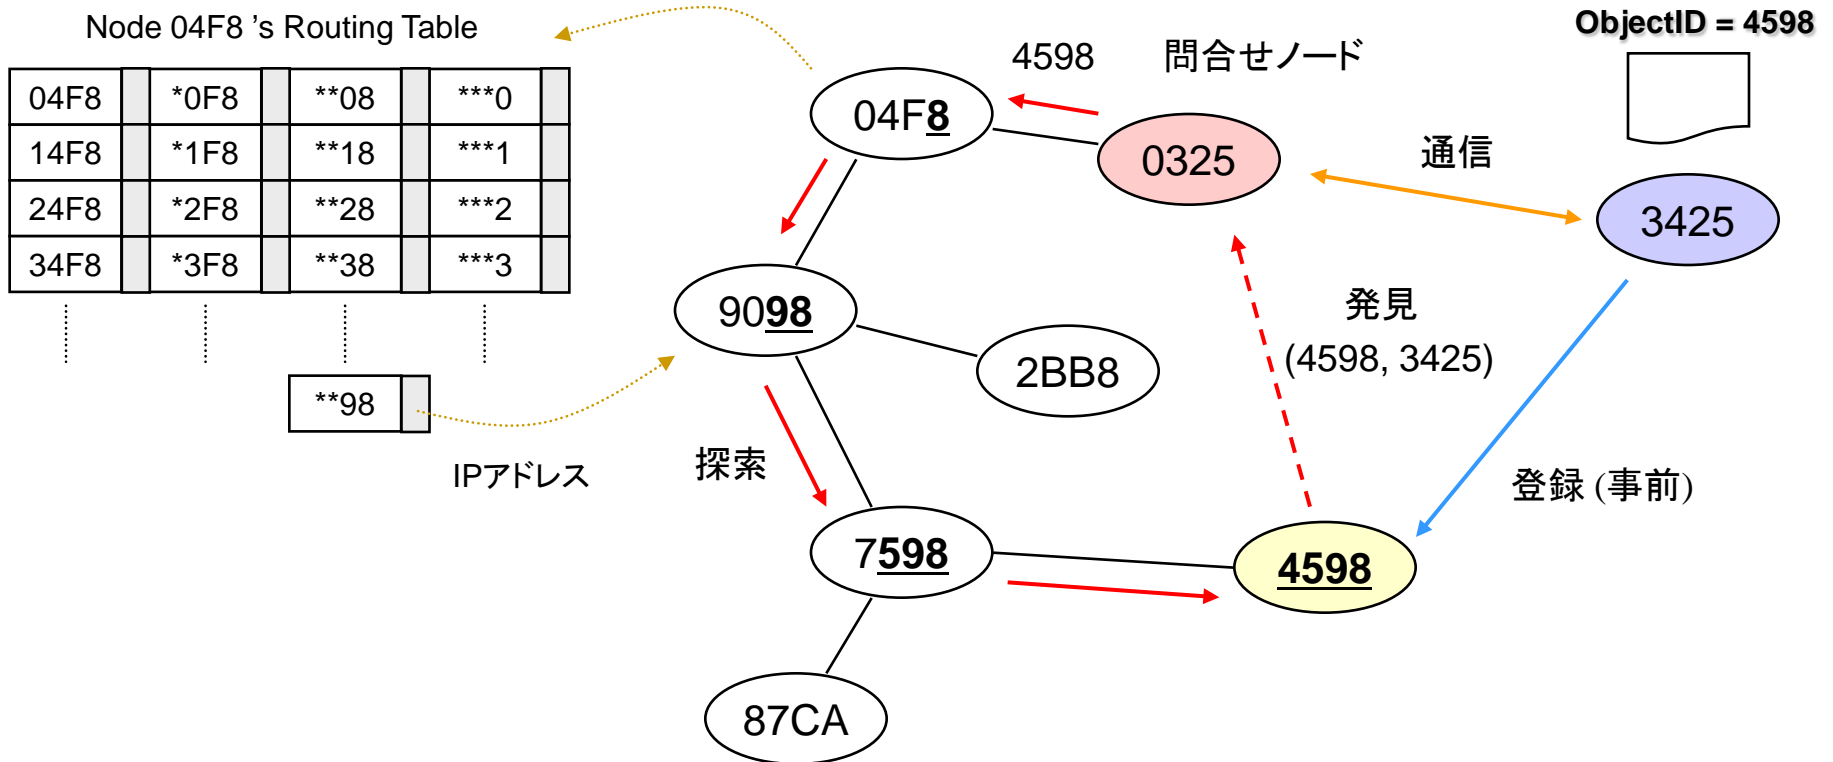 Node 04F8 's Routing Table
04F8 *0F8 **08 ***0
14F8 *1F8 **18 ***1
24F8 *2F8 **28 ***2
34F8 *3F8 **38 ***3
**98
IPアドレス
4598
問合せノード
ObjectID = 4598
04F8
0325
通信
3425
9098
2BB8
発見
(4598, 3425)
探索
登録 (事前)
7598
4598
87CA